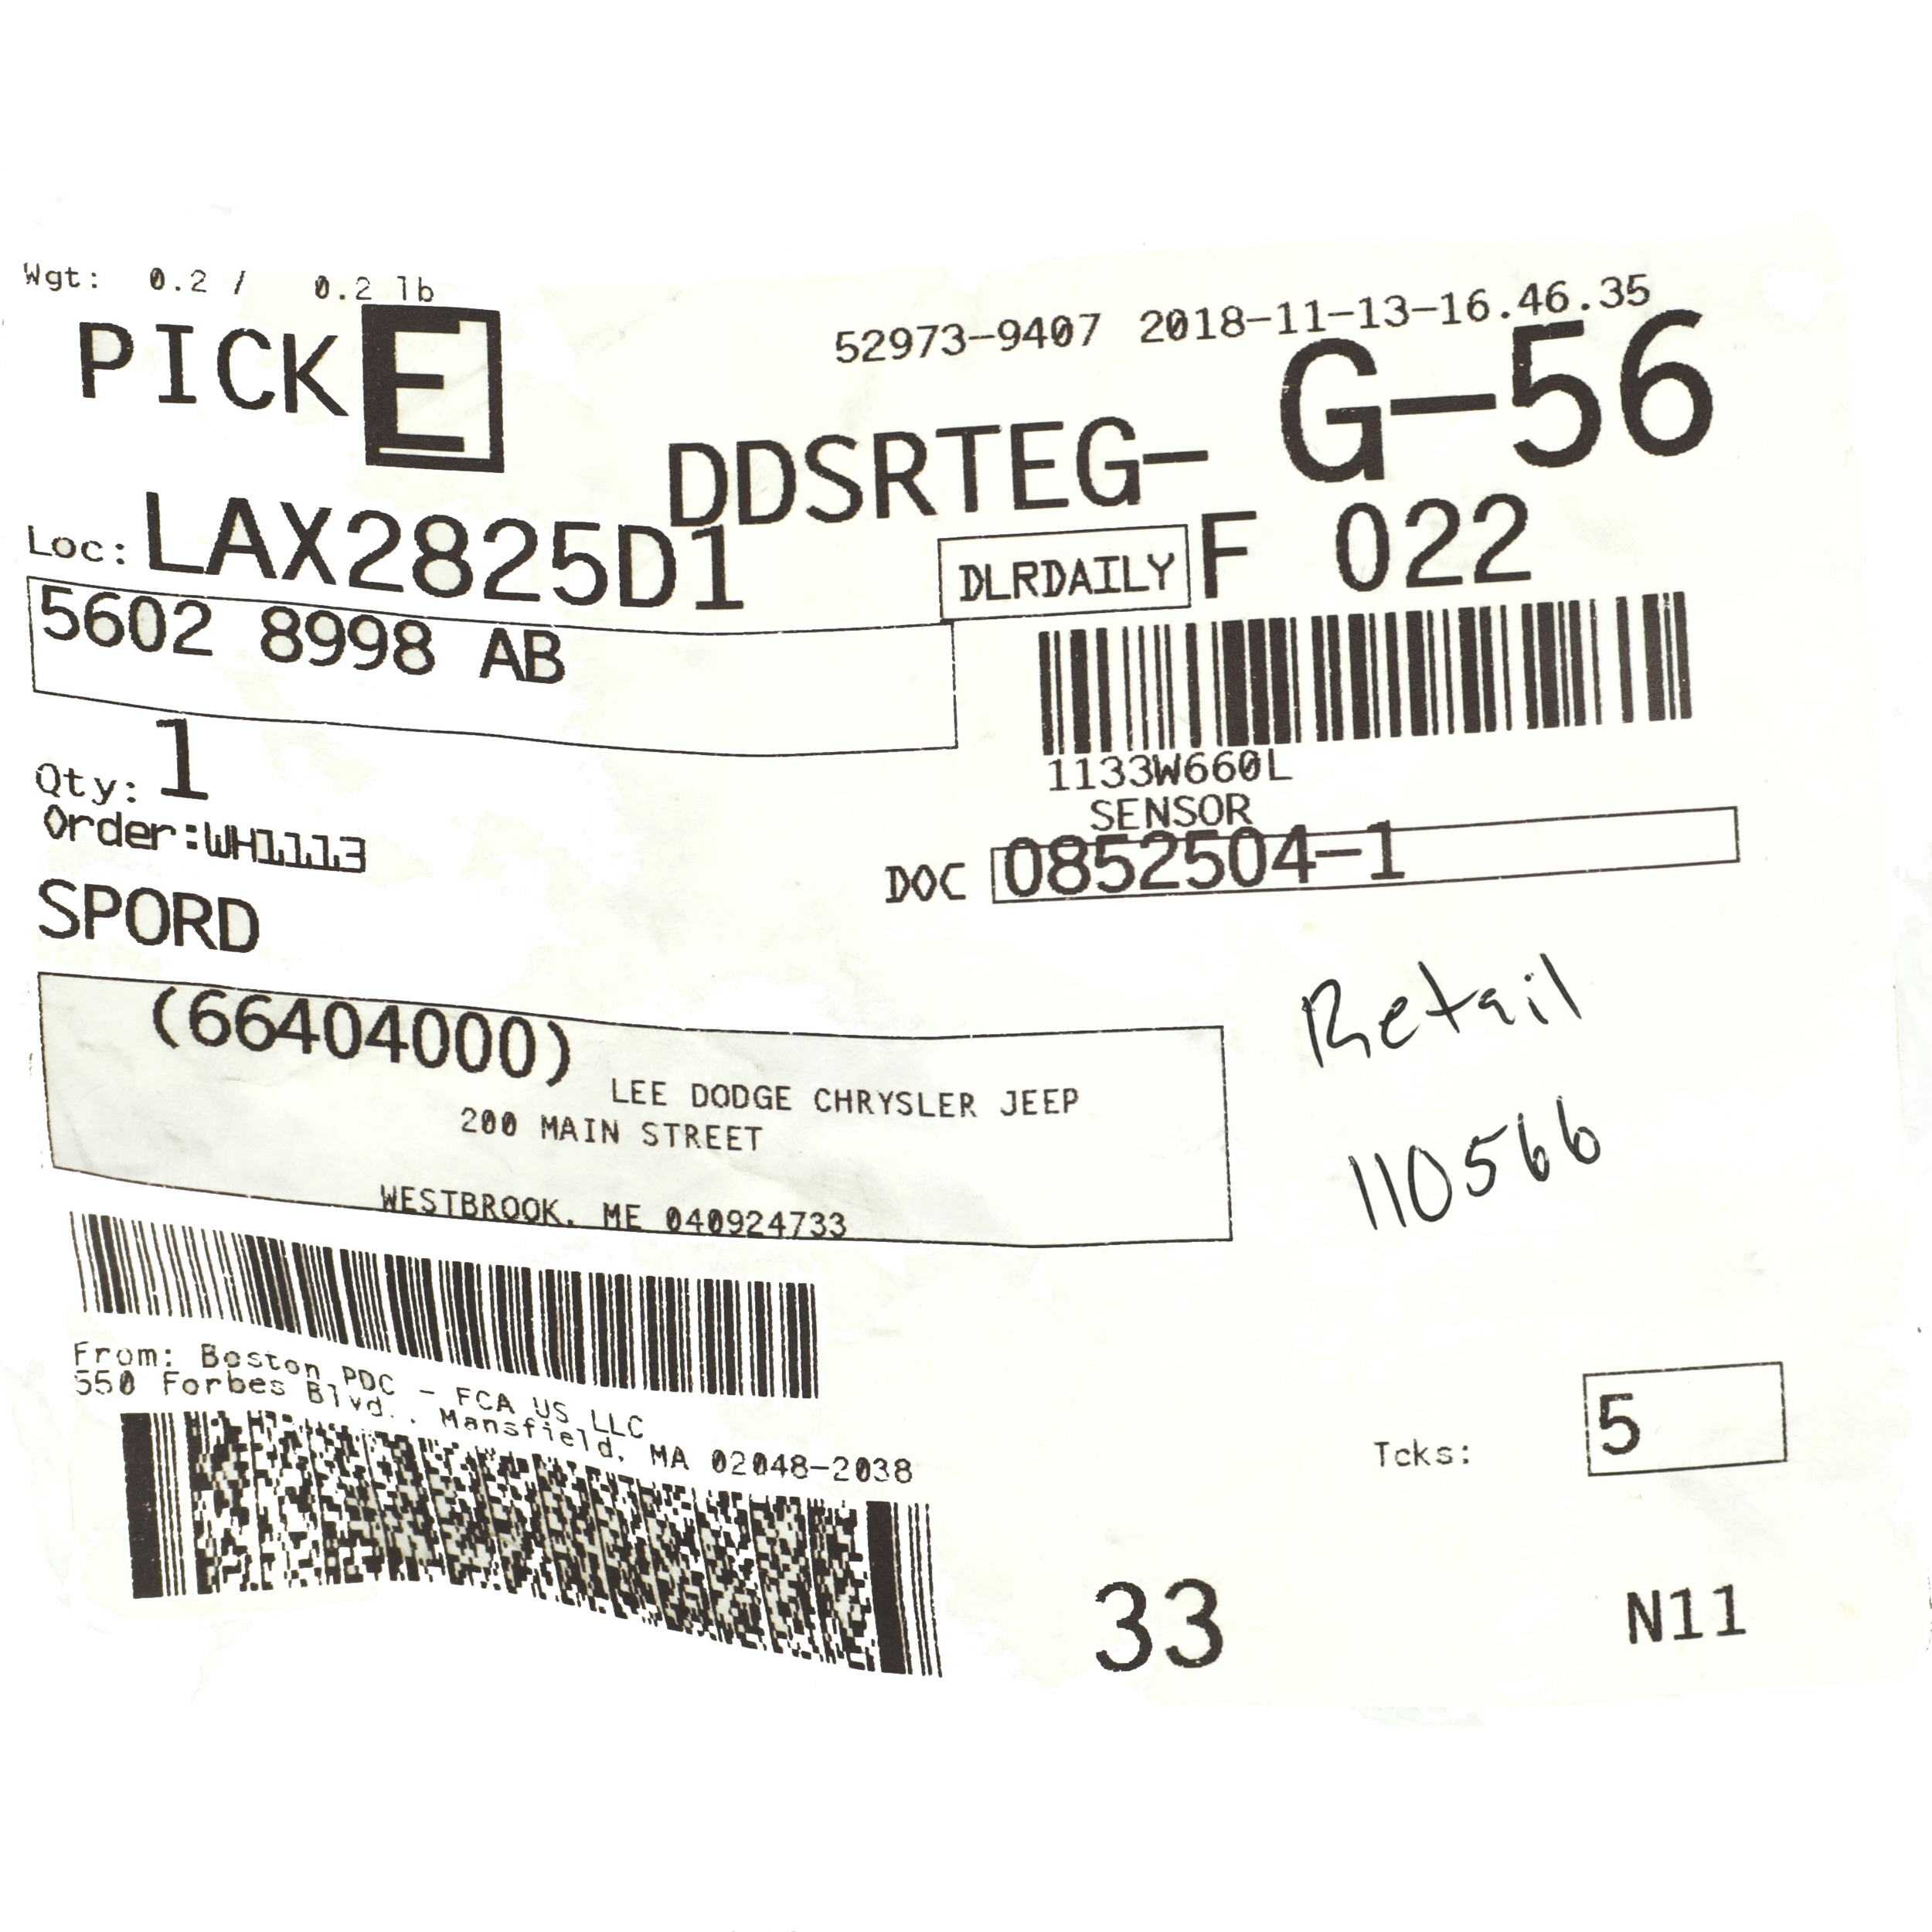 Wgt: 0.2 / 0.2 lb
52973-9407 2018-11-13-16.46.35
PICK E
DDSRTEG- G-56
Loc: LAX2825D1
DLRDAILY F 022
5602 8998 AB
1133W660L
SENSOR
Qty: 1
Order:WH1113
DOC 0852504-1
SPORD
(66404000)
LEE DODGE CHRYSLER JEEP
200 MAIN STREET
WESTBROOK, ME 040924733
Retail
110566
From: Boston PDC - FCA US LLC
550 Forbes Blvd., Mansfield, MA 02048-2038
Tcks: 5
33
N11